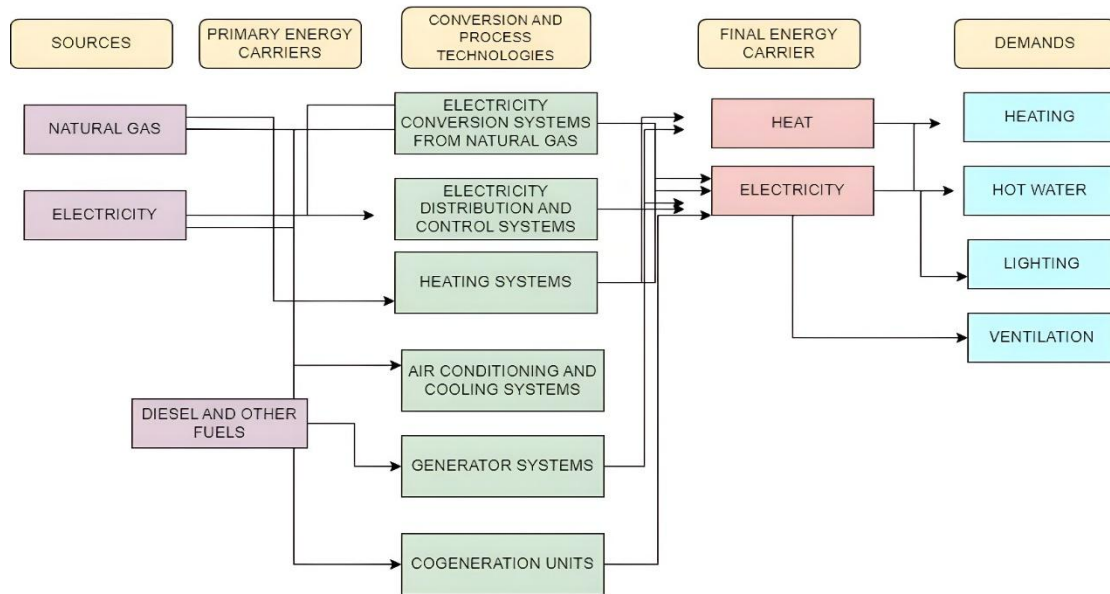 SOURCES
PRIMARY ENERGY
CARRIERS
CONVERSION AND
PROCESS
TECHNOLOGIES
FINAL ENERGY
CARRIER
DEMANDS
NATURAL GAS
ELECTRICITY
DIESEL AND OTHER
FUELS
ELECTRICITY
CONVERSION SYSTEMS
FROM NATURAL GAS
ELECTRICITY
DISTRIBUTION AND
CONTROL SYSTEMS
HEATING SYSTEMS
AIR CONDITIONING AND
COOLING SYSTEMS
GENERATOR SYSTEMS
COGENERATION UNITS
HEAT
ELECTRICITY
HEATING
HOT WATER
LIGHTING
VENTILATION